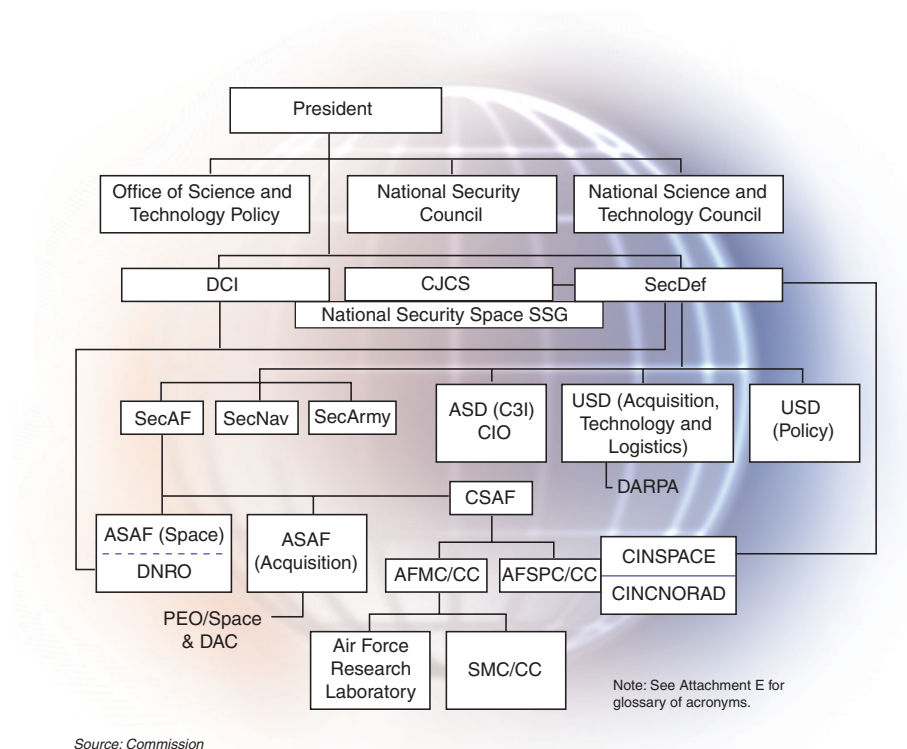 President
Office of Science and
Technology Policy
National Security
Council
National Science and
Technology Council
DCI
CJCS
SecDef
National Security Space SSG
SecAF
SecNav
SecArmy
ASD (C3I)
CIO
USD (Acquisition,
Technology and
Logistics)
USD
(Policy)
DARPA
CSAF
ASAF (Space)
DNRO
ASAF
(Acquisition)
AFMC/CC
AFSPC/CC
CINSPACE
CINCNORAD
PEO/Space
& DAC
Air Force
Research
Laboratory
SMC/CC
Note: See Attachment E for
glossary of acronyms.
Source: Commission